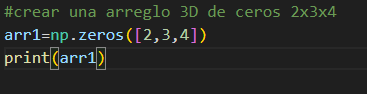 #crear una arreglo 3D de ceros 2x3x4
arr1=np.zeros([2,3,4])
print(arr1)